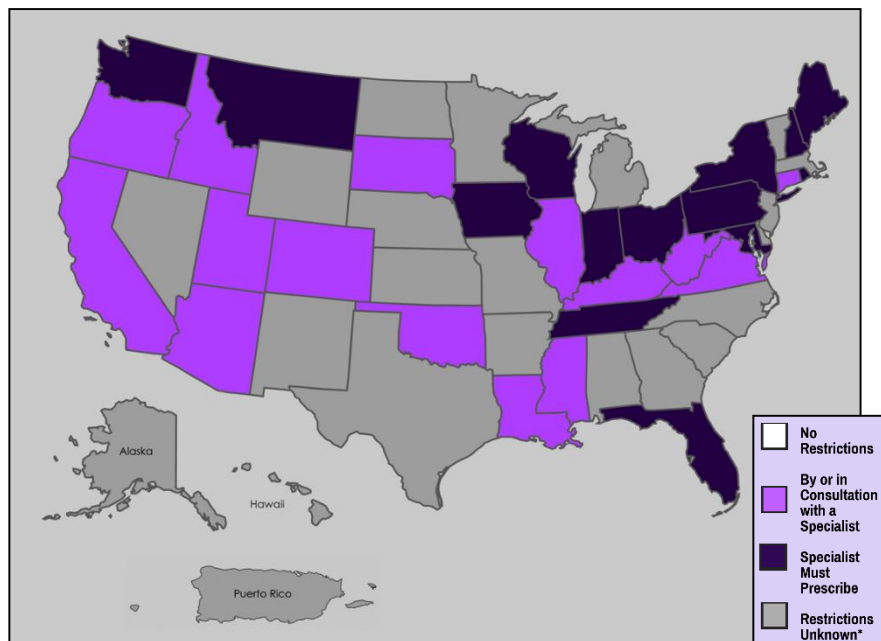 Alaska
Hawaii
Puerto Rico
No
Restrictions
By or in
Consultation
with a
Specialist
Specialist
Must
Prescribe
Restrictions
Unknown*